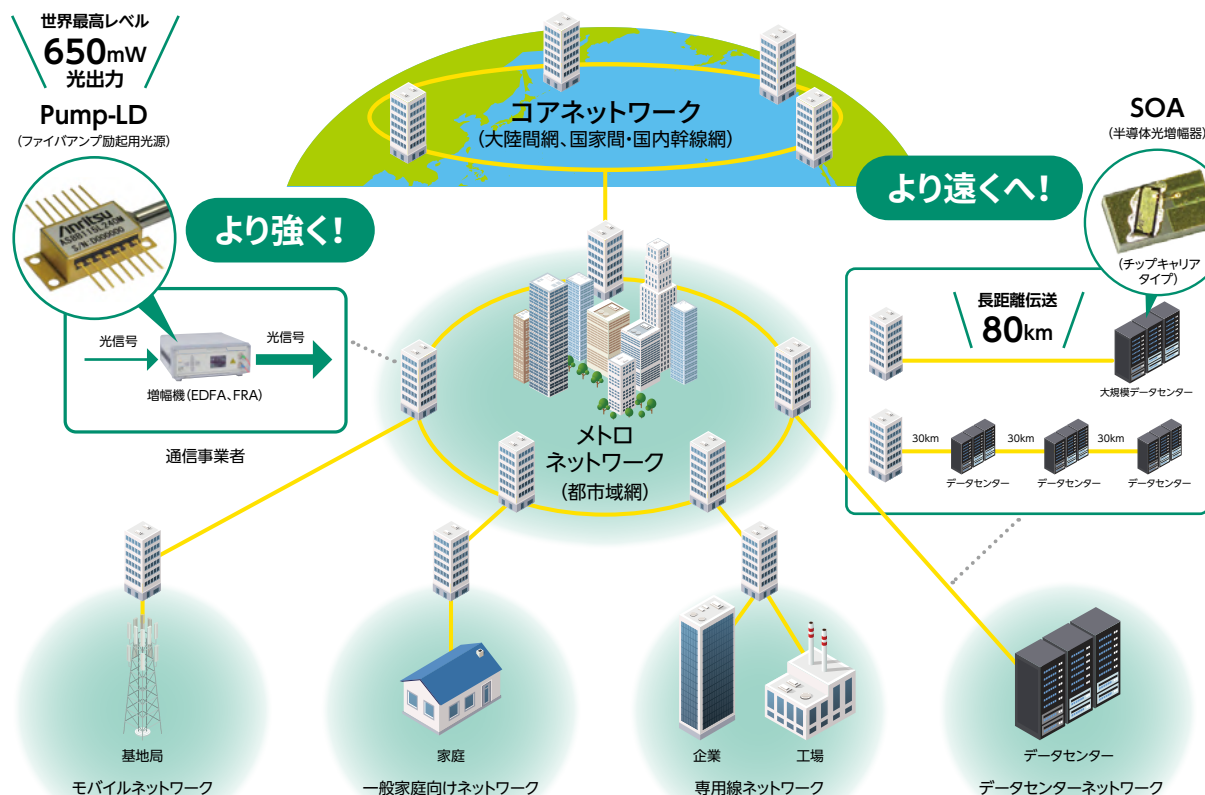 世界最高レベル
650mW
光出力
Pump-LD
(ファイバアンプ励起用光源)
Anritsu
AS8B115L240M
S/N:D000000
より強く!
光信号
光信号
増幅機(EDFA、FRA)
通信事業者
コアネットワーク
(大陸間網、国家間・国内幹線網)
より遠くへ!
SOA
(半導体光増幅器)
(チップキャリア
タイプ)
長距離伝送
80km
大規模データセンター
30km
30km
30km
データセンター
データセンター
データセンター
メトロ
ネットワーク
(都市域網)
基地局
モバイルネットワーク
家庭
一般家庭向けネットワーク
企業
工場
専用線ネットワーク
データセンター
データセンターネットワーク